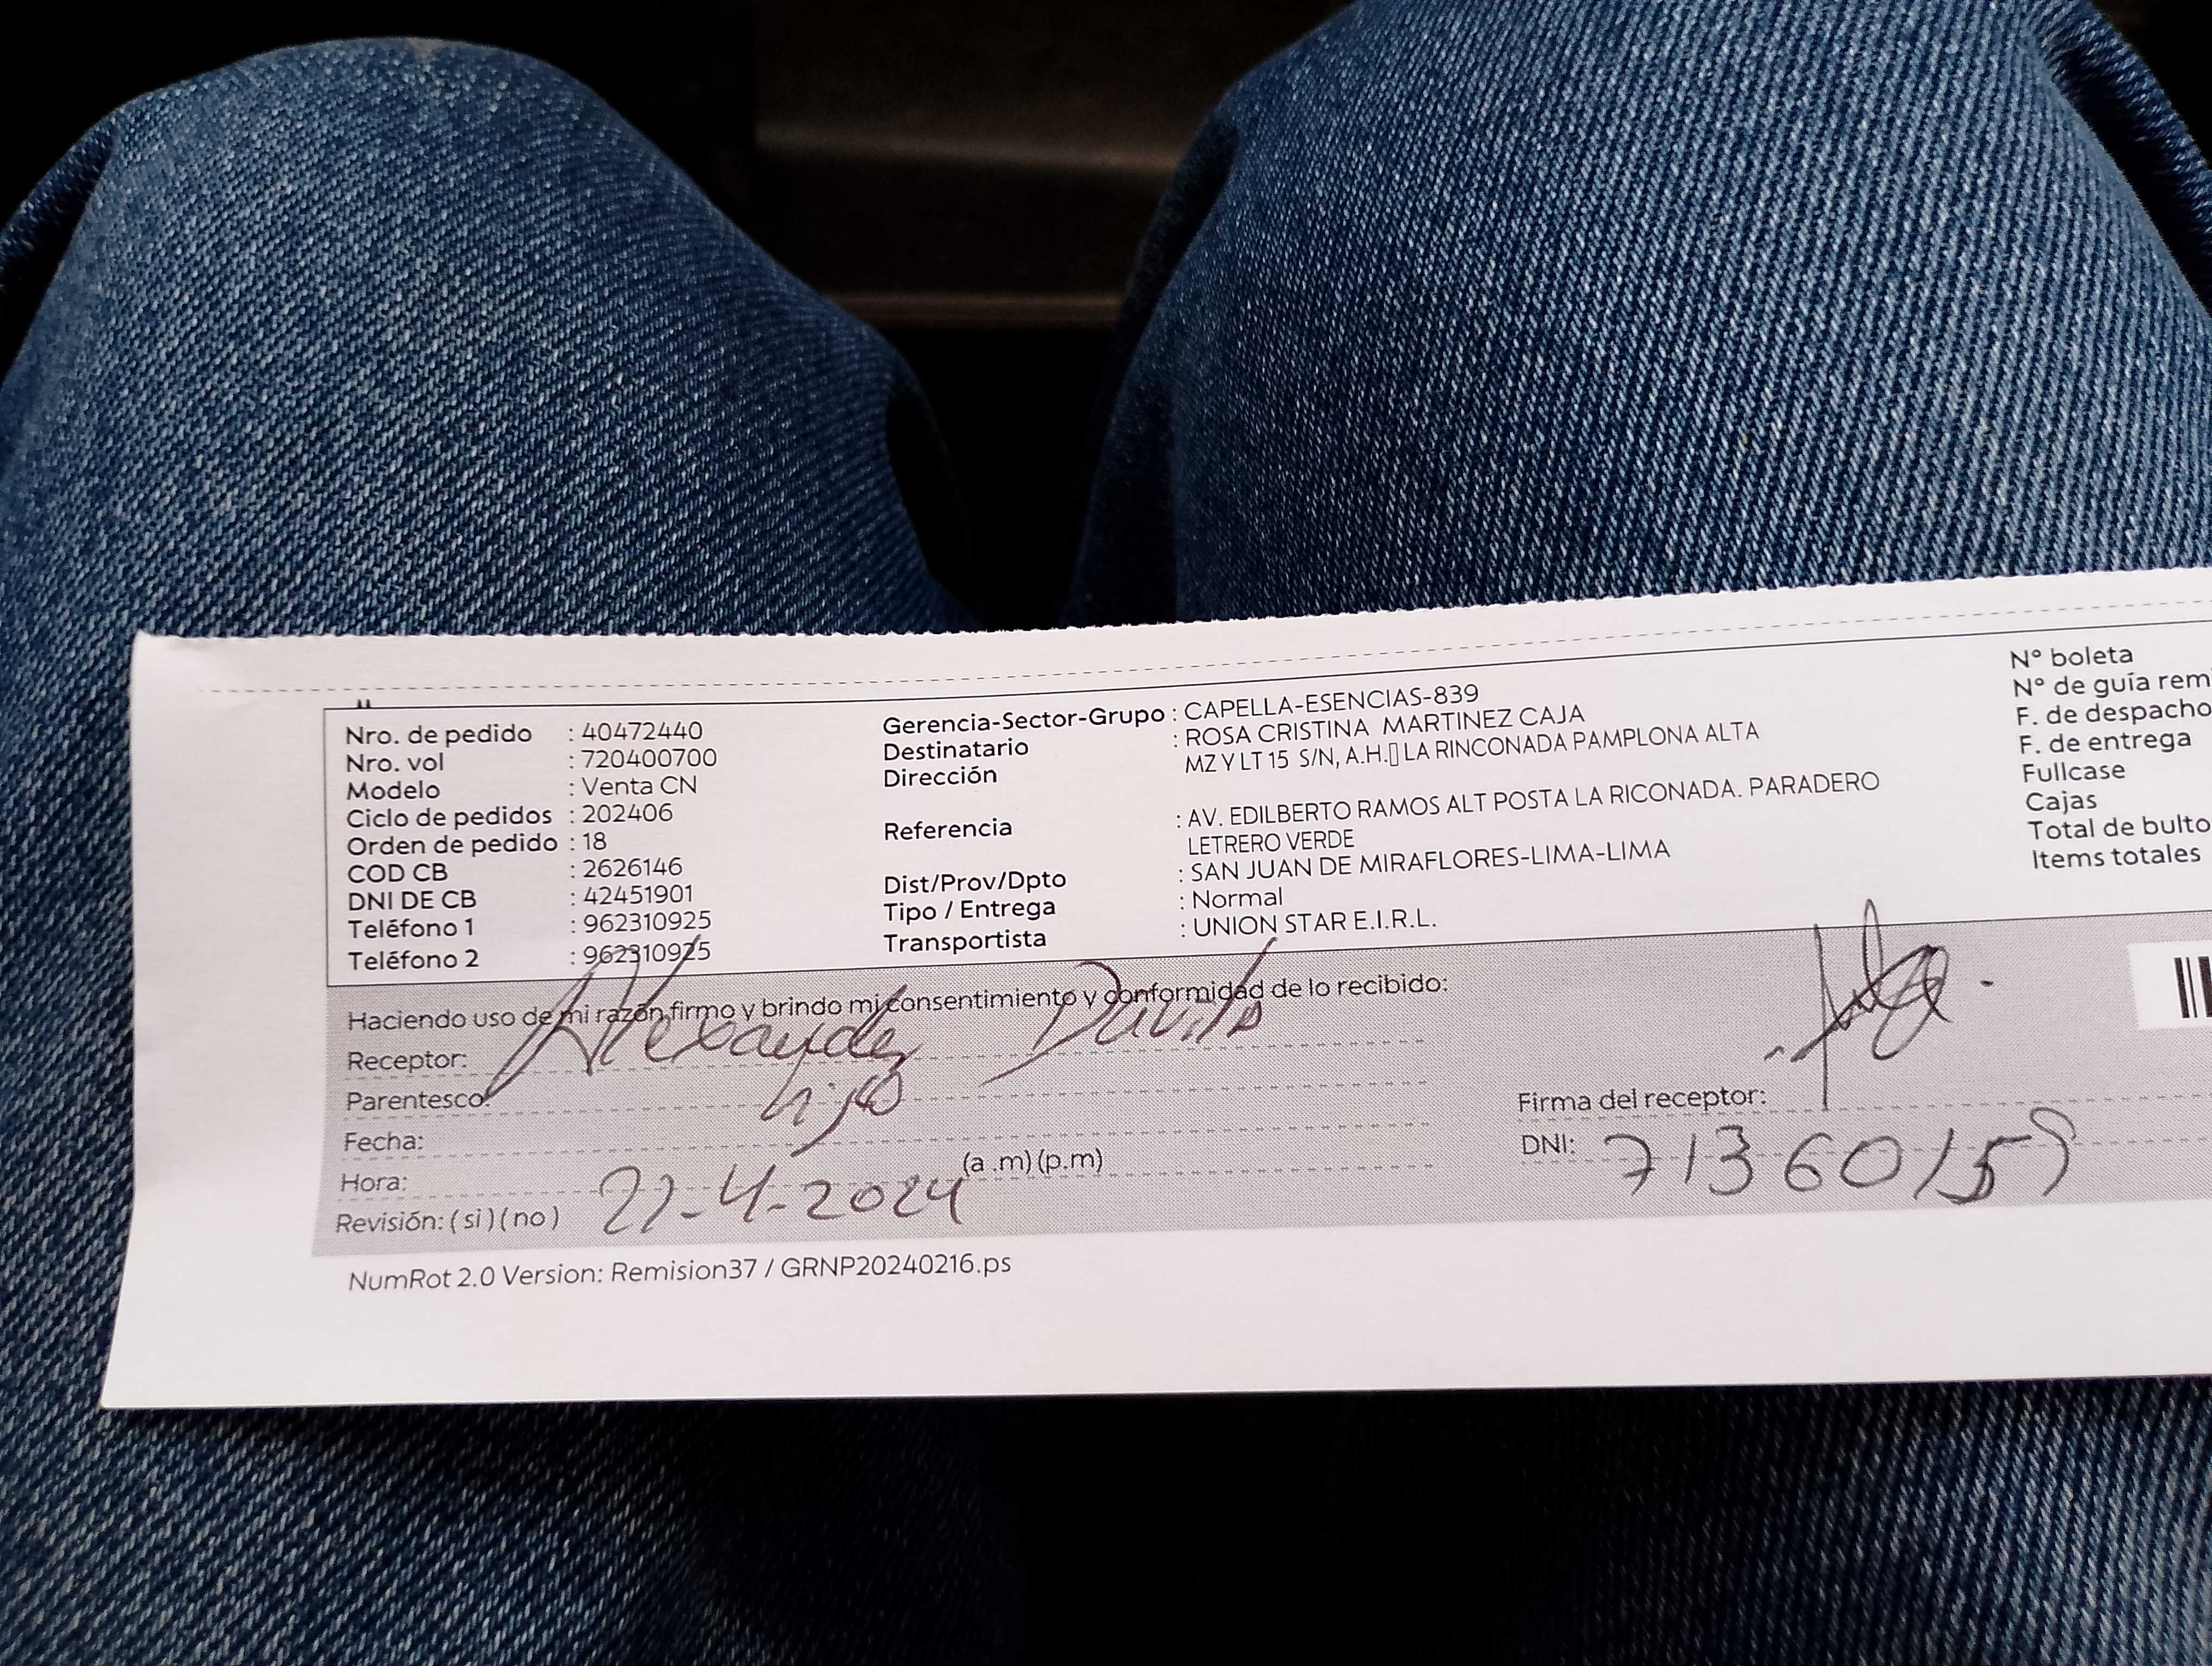 Nro. de pedido : 40472440
Nro. vol : 720400700
Modelo : Venta CN
Ciclo de pedidos : 202406
Orden de pedido : 18
COD CB : 2626146
DNI DE CB : 42451901
Teléfono 1 : 962310925
Teléfono 2 : 962310925
Gerencia-Sector-Grupo : CAPELLA-ESENCIAS-839
Destinatario : ROSA CRISTINA MARTINEZ CAJA
Dirección MZ Y LT 15 S/N, A.H.▯ LA RINCONADA PAMPLONA ALTA
Referencia : AV. EDILBERTO RAMOS ALT POSTA LA RICONADA. PARADERO
LETRERO VERDE
Dist/Prov/Dpto : SAN JUAN DE MIRAFLORES-LIMA-LIMA
Tipo / Entrega : Normal
Transportista : UNION STAR E.I.R.L.
N° boleta
N° de guía rem
F. de despacho
F. de entrega
Fullcase
Cajas
Total de bulto
Items totales
Haciendo uso de mi razón firmo y brindo mi consentimiento y conformidad de lo recibido:
Receptor: Alexander Davila
Parentesco: hijo
Fecha:
Hora: (a .m) (p.m)
Revisión: ( si ) ( no ) 22-4-2024
Firma del receptor:
DNI: 71360159
NumRot 2.0 Version: Remision37 / GRNP20240216.ps